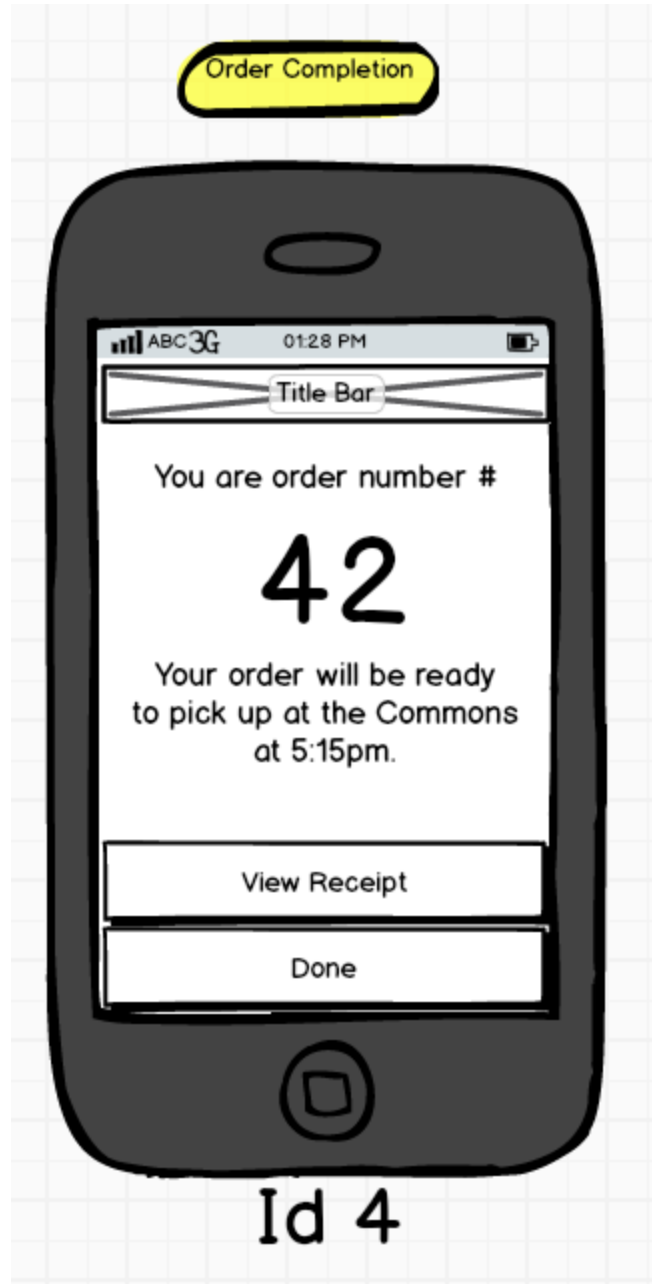 Order Completion
ABC 3G 01:28 PM
Title Bar
You are order number #
42
Your order will be ready
to pick up at the Commons
at 5:15pm.
View Receipt
Done
Id 4